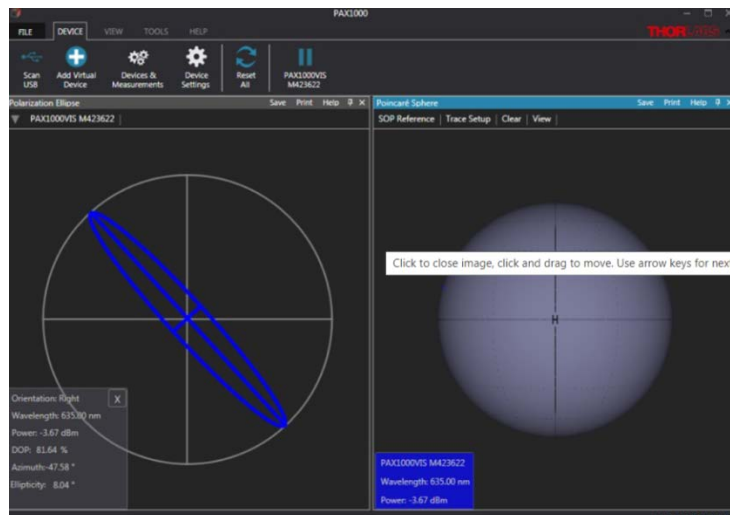 PAX1000
FILE DEVICE VIEW TOOLS HELP
THORLABS
Scan USB
Add Virtual Device
Devices & Measurements
Device Settings
Reset All
PAX1000VIS M423622
Polarization Ellipse Save Print Help
PAX1000VIS M423622
Orientation: Right X
Wavelength: 635.00 nm
Power: -3.67 dBm
DOP: 81.64 %
Azimuth:-47.58 °
Ellipticity: 8.04 °
Poincaré Sphere Save Print Help
SOP Reference Trace Setup Clear View
Click to close image, click and drag to move. Use arrow keys for nex
H
PAX1000VIS M423622
Wavelength: 635.00 nm
Power: -3.67 dBm